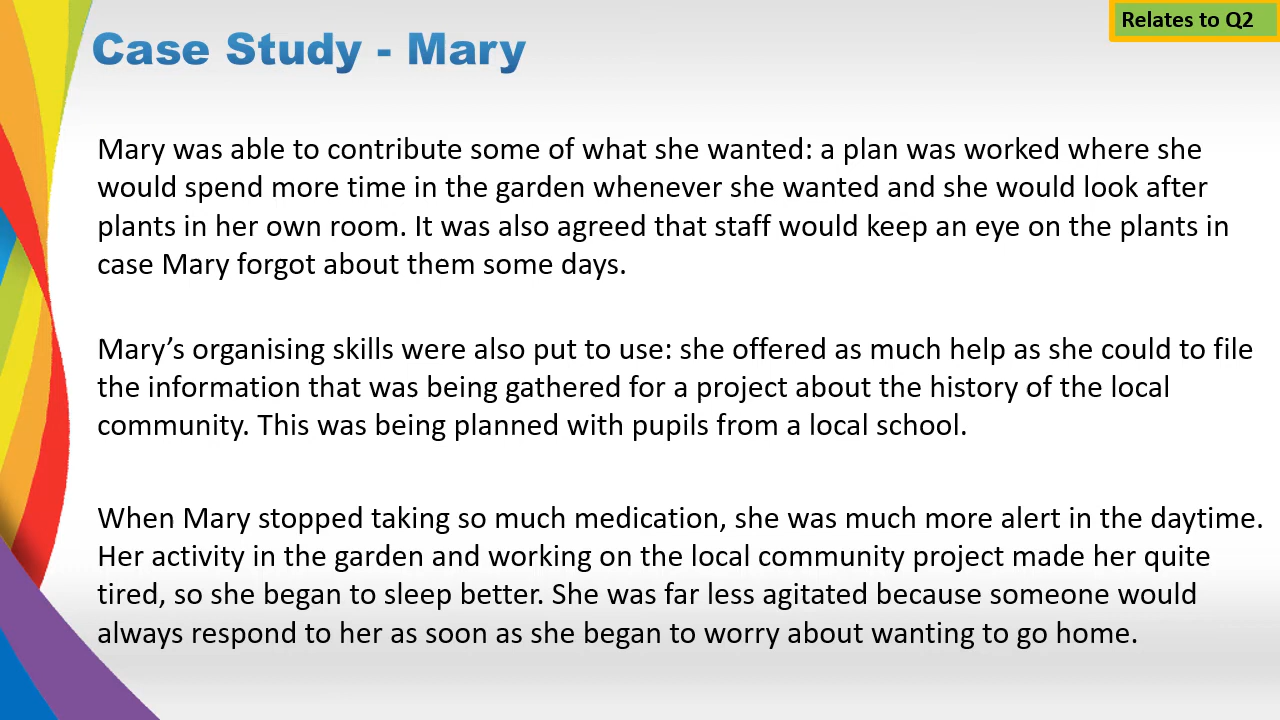 Relates to Q2
Case Study - Mary
Mary was able to contribute some of what she wanted: a plan was worked where she
would spend more time in the garden whenever she wanted and she would look after
plants in her own room. It was also agreed that staff would keep an eye on the plants in
case Mary forgot about them some days.
Mary’s organising skills were also put to use: she offered as much help as she could to file
the information that was being gathered for a project about the history of the local
community. This was being planned with pupils from a local school.
When Mary stopped taking so much medication, she was much more alert in the daytime.
Her activity in the garden and working on the local community project made her quite
tired, so she began to sleep better. She was far less agitated because someone would
always respond to her as soon as she began to worry about wanting to go home.